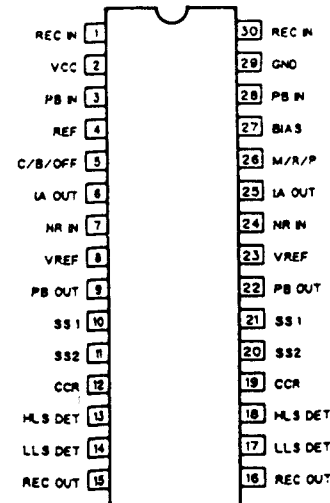 REC IN 1 30 REC IN
VCC 2 29 GND
PB IN 3 28 PB IN
REF 4 27 BIAS
C/B/OFF 5 26 M/R/P
IA OUT 6 25 IA OUT
NR IN 7 24 NR IN
VREF 8 23 VREF
PB OUT 9 22 PB OUT
SS1 10 21 SS1
SS2 11 20 SS2
CCR 12 19 CCR
HLS DET 13 18 HLS DET
LLS DET 14 17 LLS DET
REC OUT 15 16 REC OUT